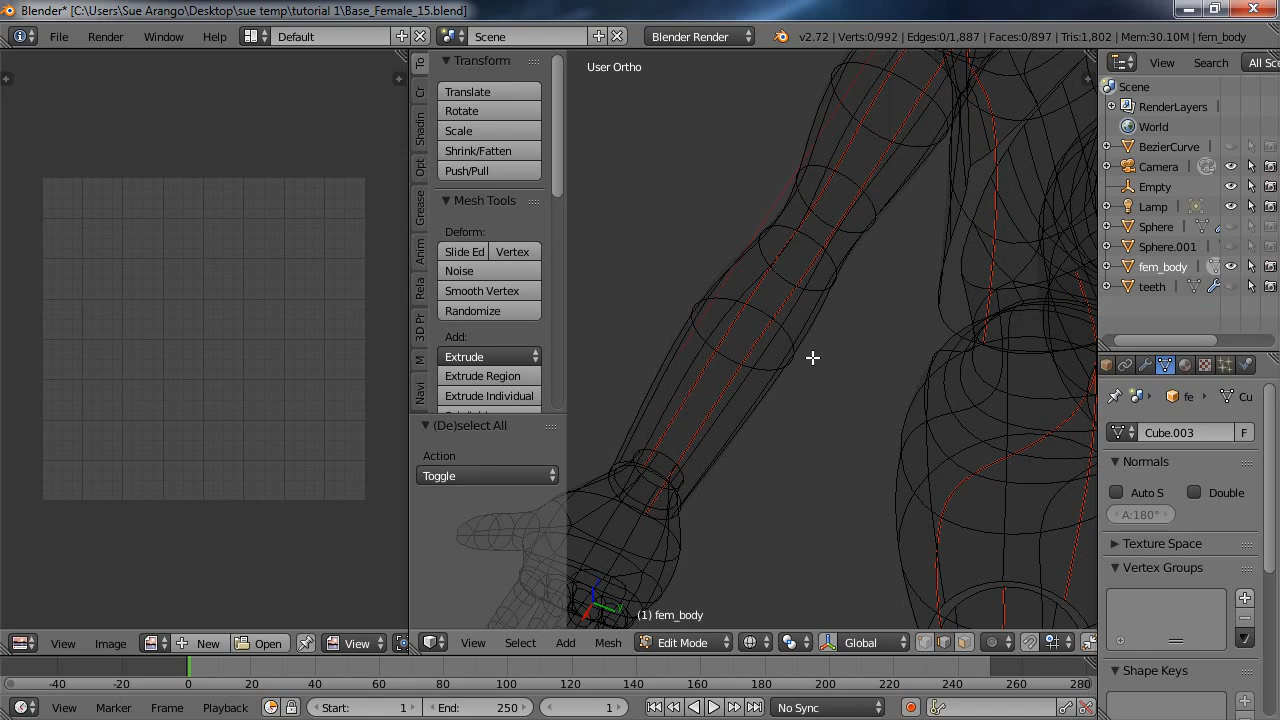 Blender* [C:\Users\Sue Arango\Desktop\sue temp\tutorial 1\Base_Female_15.blend]
File Render Window Help Default Scene Blender Render v2.72 | Verts:0/992 | Edges:0/1,887 | Faces:0/897 | Tris:1,802 | Mem:30.10M | fem_body
User Ortho
To
Cr
Shadin
Opt
Grease
Anim
Rela
3D Pr
M
Navi
Transform
Translate
Rotate
Scale
Shrink/Fatten
Push/Pull
Mesh Tools
Deform:
Slide Ed Vertex
Noise
Smooth Vertex
Randomize
Add:
Extrude
Extrude Region
Extrude Individual
(De)select All
Action
Toggle
y
(1) fem_body
View Search All Sce
Scene
RenderLayers
World
BezierCurve
Camera
Empty
Lamp
Sphere
Sphere.001
fem_body
teeth
fe Cu
Cube.003 F
Normals
Auto S Double
A:180°
Texture Space
Vertex Groups
Shape Keys
View Image New Open View
View Select Add Mesh Edit Mode Global
-40 -20 0 20 40 60 80 100 120 140 160 180 200 220 240 260 280
View Marker Frame Playback Start: 1 End: 250 1 No Sync